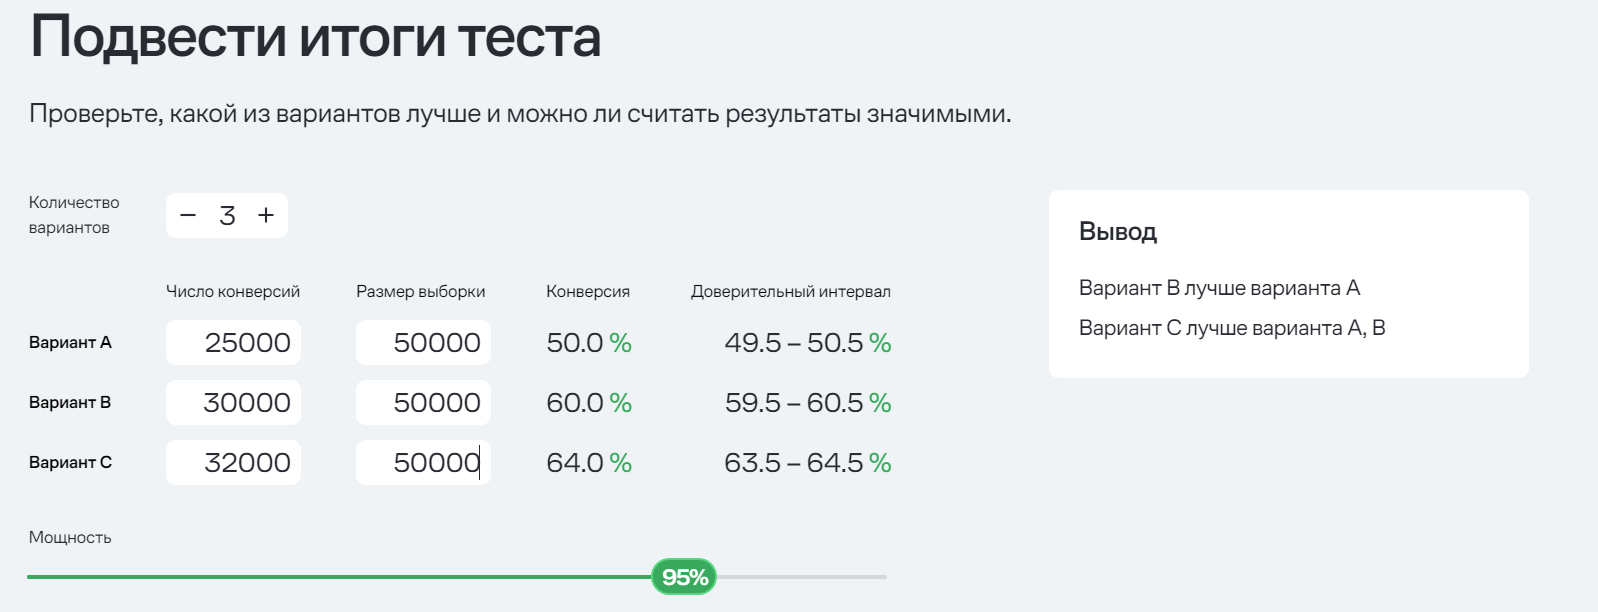 Подвести итоги теста
Проверьте, какой из вариантов лучше и можно ли считать результаты значимыми.
Количество
вариантов
− 3 +
Число конверсий Размер выборки Конверсия Доверительный интервал
Вариант A 25000 50000 50.0 % 49.5 – 50.5 %
Вариант B 30000 50000 60.0 % 59.5 – 60.5 %
Вариант C 32000 50000 64.0 % 63.5 – 64.5 %
Мощность
95%
Вывод
Вариант B лучше варианта A
Вариант C лучше варианта A, B